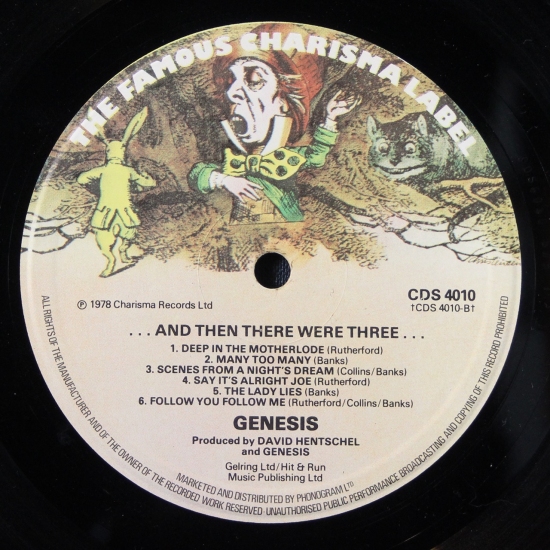 THE FAMOUS CHARISMA LABEL
℗ 1978 Charisma Records Ltd
CDS 4010
†CDS 4010-B†
...AND THEN THERE WERE THREE...
1. DEEP IN THE MOTHERLODE (Rutherford)
2. MANY TOO MANY (Banks)
3. SCENES FROM A NIGHT'S DREAM (Collins/Banks)
4. SAY IT'S ALRIGHT JOE (Rutherford)
5. THE LADY LIES (Banks)
6. FOLLOW YOU FOLLOW ME (Rutherford/Collins/Banks)
GENESIS
Produced by DAVID HENTSCHEL
and GENESIS
Gelring Ltd/Hit & Run
Music Publishing Ltd
MARKETED AND DISTRIBUTED BY PHONOGRAM LTD
ALL RIGHTS OF THE MANUFACTURER AND OF THE OWNER OF THE RECORDED WORK RESERVED·UNAUTHORISED PUBLIC PERFORMANCE BROADCASTING AND COPYING OF THIS RECORD PROHIBITED